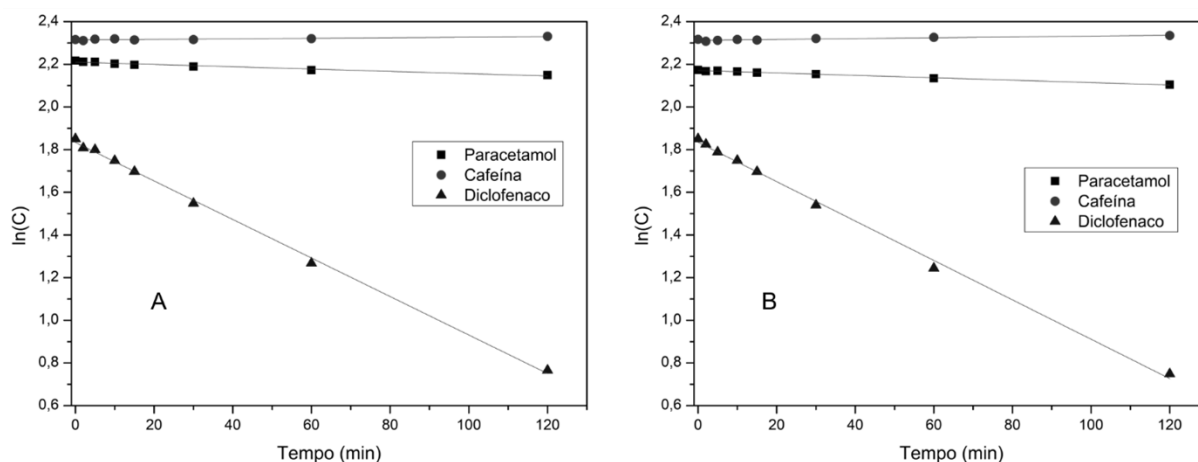 2,4
2,2
2,0
1,8
1,6
1,4
1,2
1,0
0,8
0,6
ln(C)
Paracetamol
Cafeína
Diclofenaco
A
0 20 40 60 80 100 120
Tempo (min)
2,4
2,2
2,0
1,8
1,6
1,4
1,2
1,0
0,8
0,6
ln(C)
Paracetamol
Cafeína
Diclofenaco
B
0 20 40 60 80 100 120
Tempo (min)